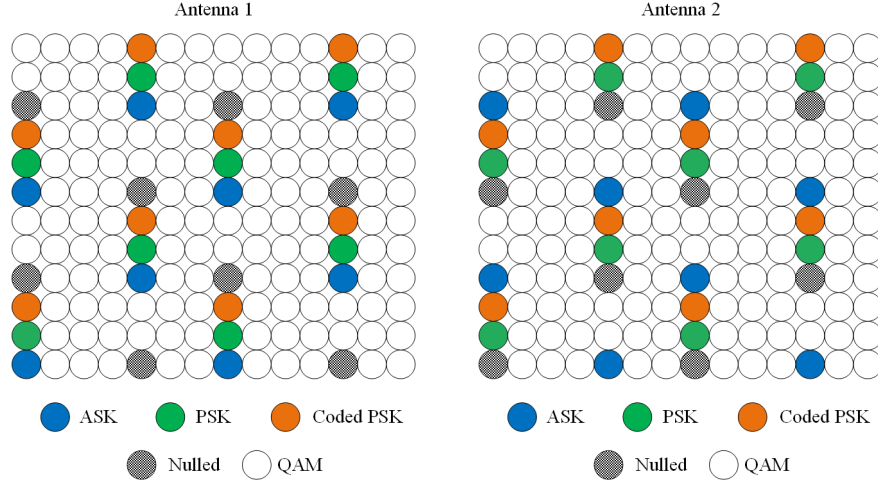 Antenna 1
Antenna 2
ASK PSK Coded PSK
Nulled QAM
ASK PSK Coded PSK
Nulled QAM